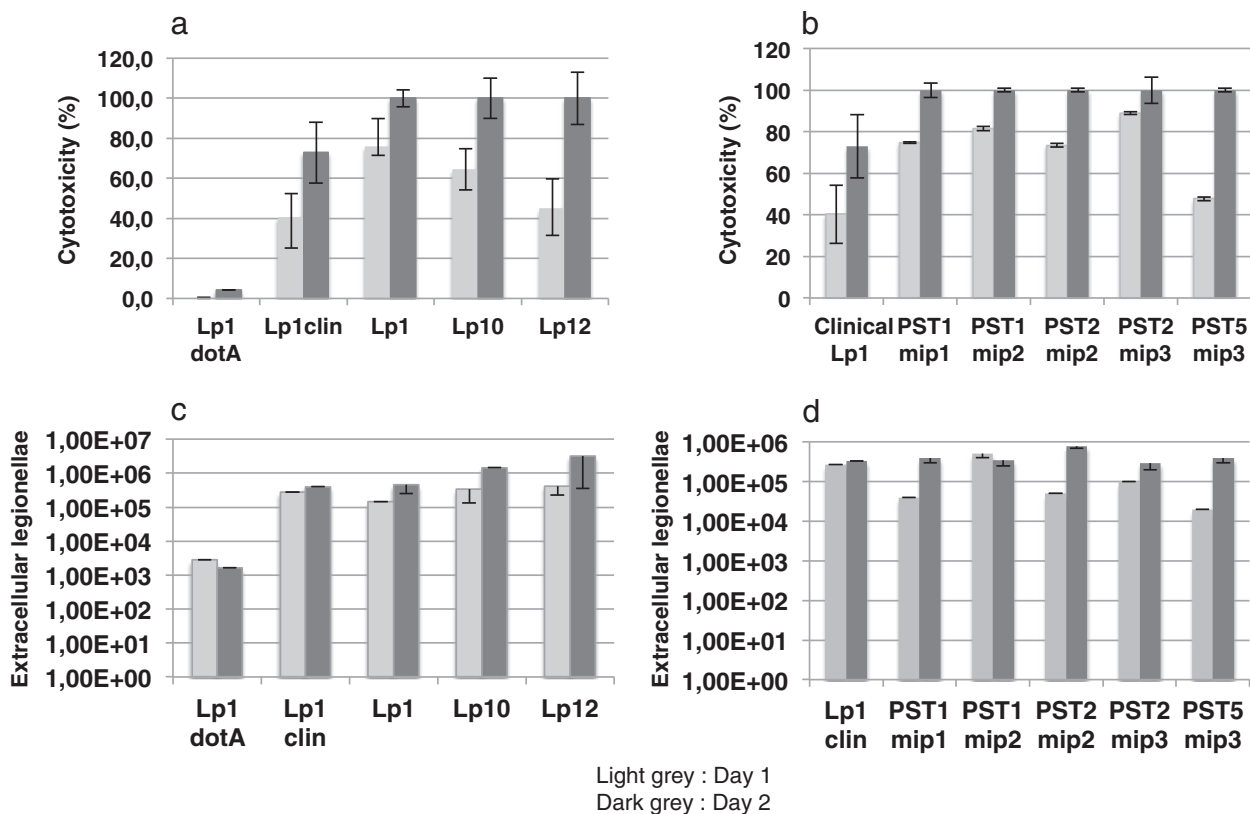 a
Cytotoxicity (%)
120,0
100,0
80,0
60,0
40,0
20,0
0,0
Lp1 dotA
Lp1clin
Lp1
Lp10
Lp12
b
Cytotoxicity (%)
120
100
80
60
40
20
0
Clinical Lp1
PST1 mip1
PST1 mip2
PST2 mip2
PST2 mip3
PST5 mip3
c
Extracellular legionellae
1,00E+07
1,00E+06
1,00E+05
1,00E+04
1,00E+03
1,00E+02
1,00E+01
1,00E+00
Lp1 dotA
Lp1 clin
Lp1
Lp10
Lp12
d
Extracellular legionellae
1,00E+06
1,00E+05
1,00E+04
1,00E+03
1,00E+02
1,00E+01
1,00E+00
Lp1 clin
PST1 mip1
PST1 mip2
PST2 mip2
PST2 mip3
PST5 mip3
Light grey : Day 1
Dark grey : Day 2